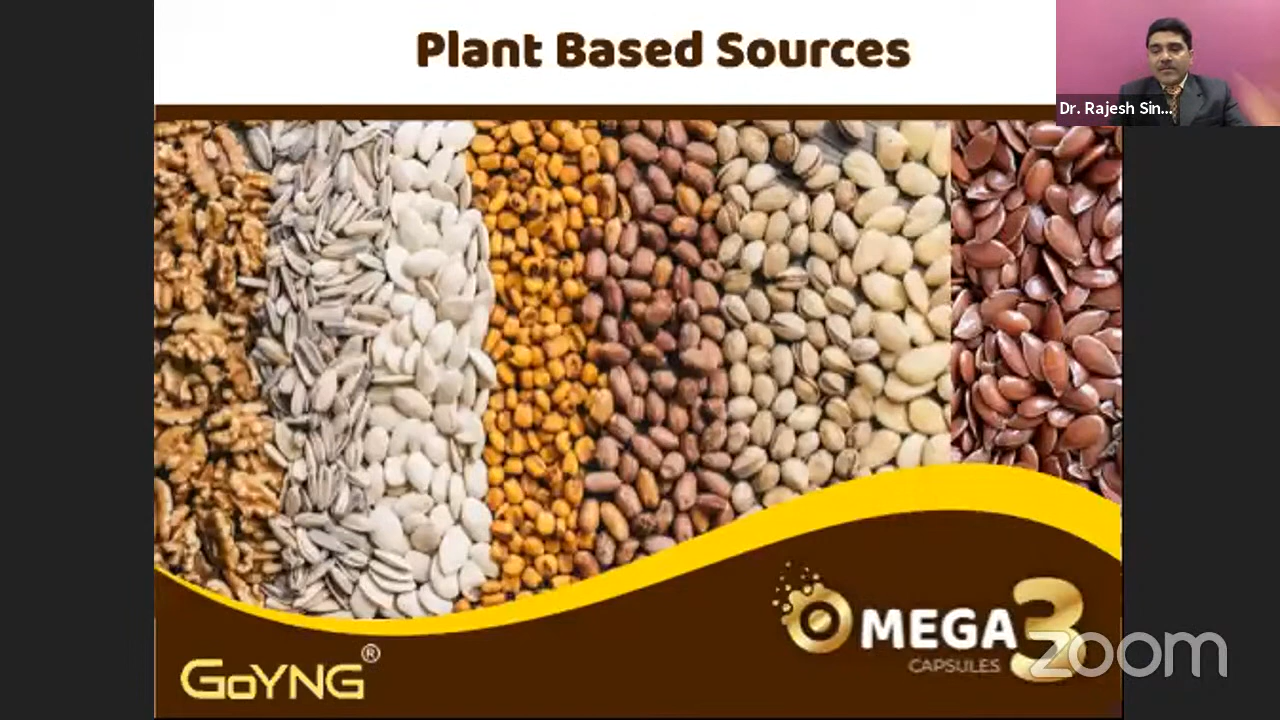 Plant Based Sources
Dr. Rajesh Sin...
GOYNG®
OMEGA 3
CAPSULES
zoom